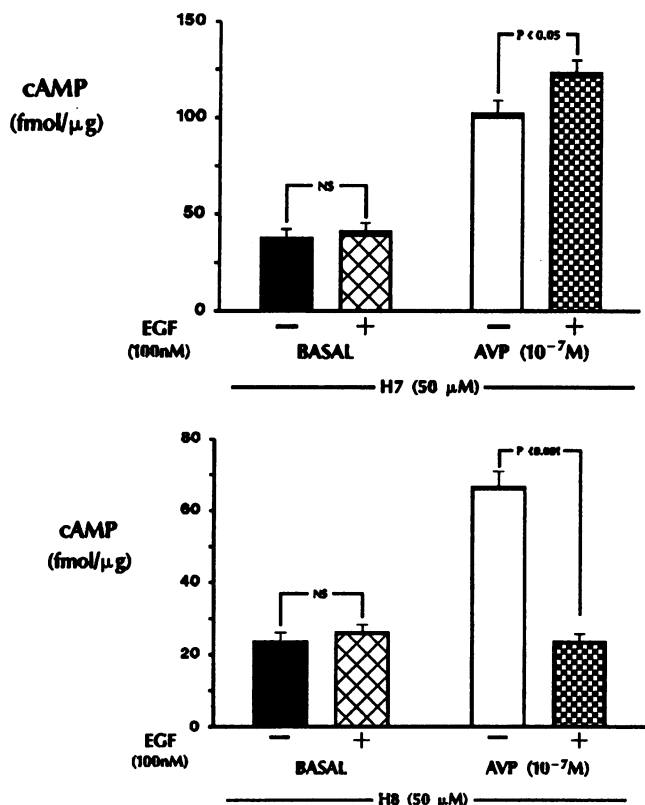 150
P < 0.05
cAMP
(fmol/µg)
100
NS
50
0
EGF − + − +
(100nM) BASAL AVP (10⁻⁷M)
H7 (50 µM)
80
P <0.001
cAMP
(fmol/µg)
60
40
NS
20
0
EGF − + − +
(100nM) BASAL AVP (10⁻⁷M)
H8 (50 µM)